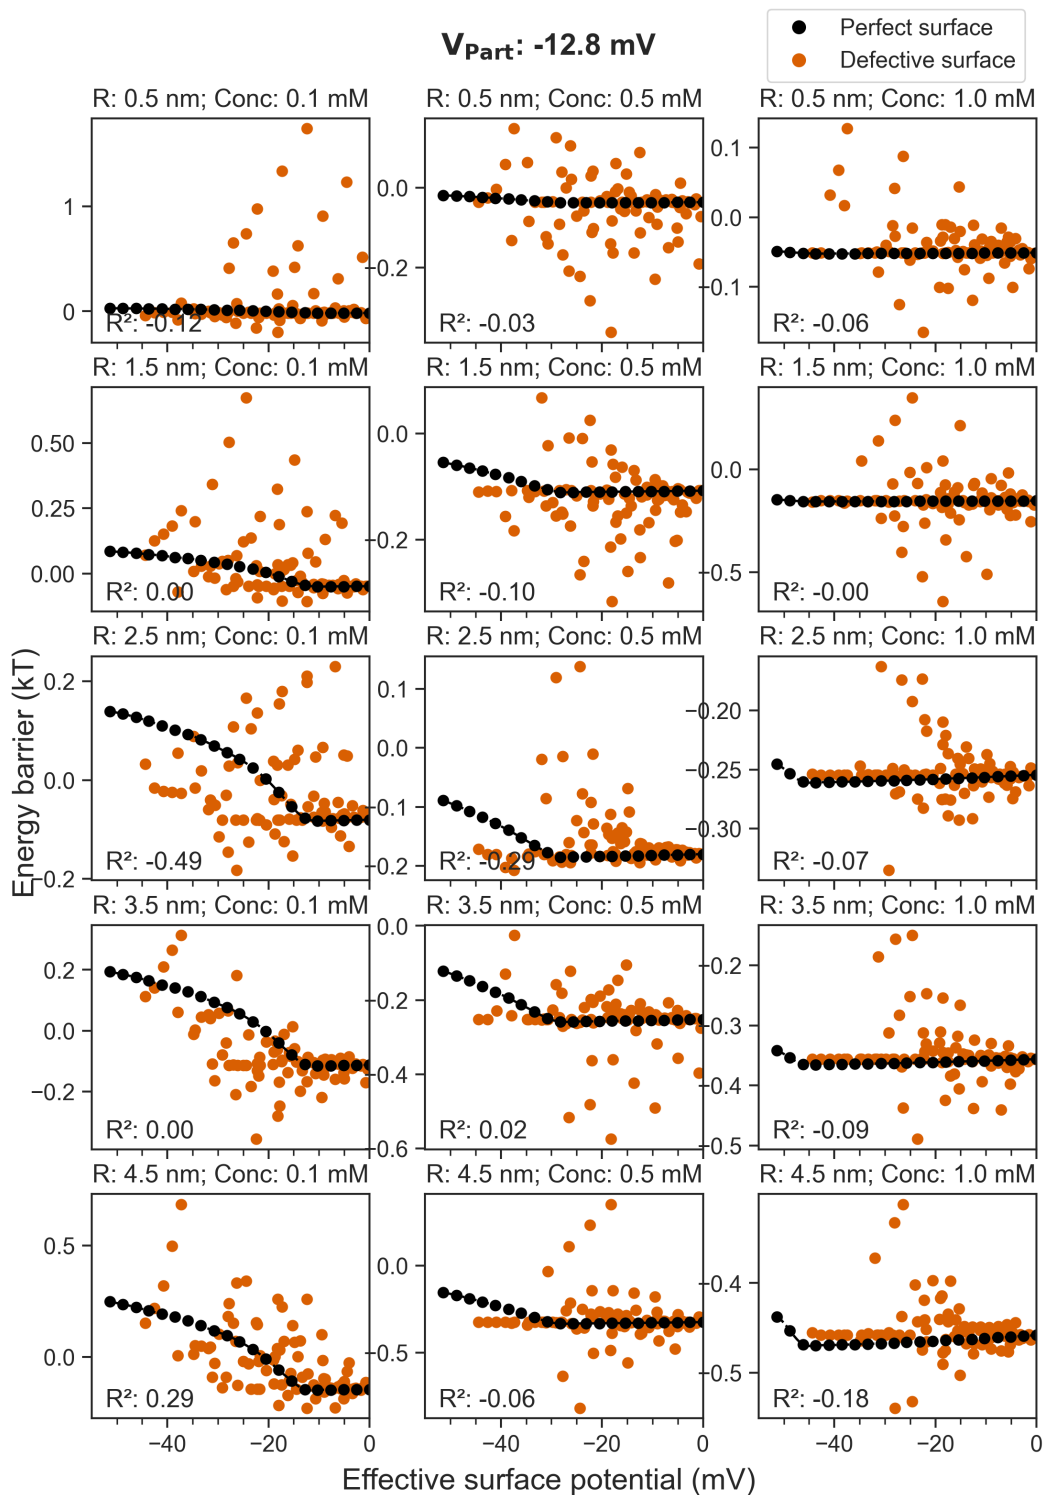 V_Part: -12.8 mV
Perfect surface
Defective surface
R: 0.5 nm; Conc: 0.1 mM
1
0
R²: -0.12
R: 0.5 nm; Conc: 0.5 mM
0.0
−0.2
R²: -0.03
R: 0.5 nm; Conc: 1.0 mM
0.1
0.0
−0.1
R²: -0.06
R: 1.5 nm; Conc: 0.1 mM
0.50
0.25
0.00
R²: 0.00
R: 1.5 nm; Conc: 0.5 mM
0.0
−0.2
R²: -0.10
R: 1.5 nm; Conc: 1.0 mM
0.0
−0.5
R²: -0.00
Energy barrier (kT)
R: 2.5 nm; Conc: 0.1 mM
0.2
0.0
−0.2
R²: -0.49
R: 2.5 nm; Conc: 0.5 mM
0.1
0.0
−0.1
−0.2
R²: -0.29
R: 2.5 nm; Conc: 1.0 mM
−0.20
−0.25
−0.30
R²: -0.07
R: 3.5 nm; Conc: 0.1 mM
0.2
0.0
−0.2
R²: 0.00
R: 3.5 nm; Conc: 0.5 mM
0.0
−0.2
−0.4
−0.6
R²: 0.02
R: 3.5 nm; Conc: 1.0 mM
−0.2
−0.3
−0.4
−0.5
R²: -0.09
R: 4.5 nm; Conc: 0.1 mM
0.5
0.0
R²: 0.29
−40 −20 0
R: 4.5 nm; Conc: 0.5 mM
0.0
−0.5
R²: -0.06
−40 −20 0
R: 4.5 nm; Conc: 1.0 mM
−0.4
−0.5
R²: -0.18
−40 −20 0
Effective surface potential (mV)